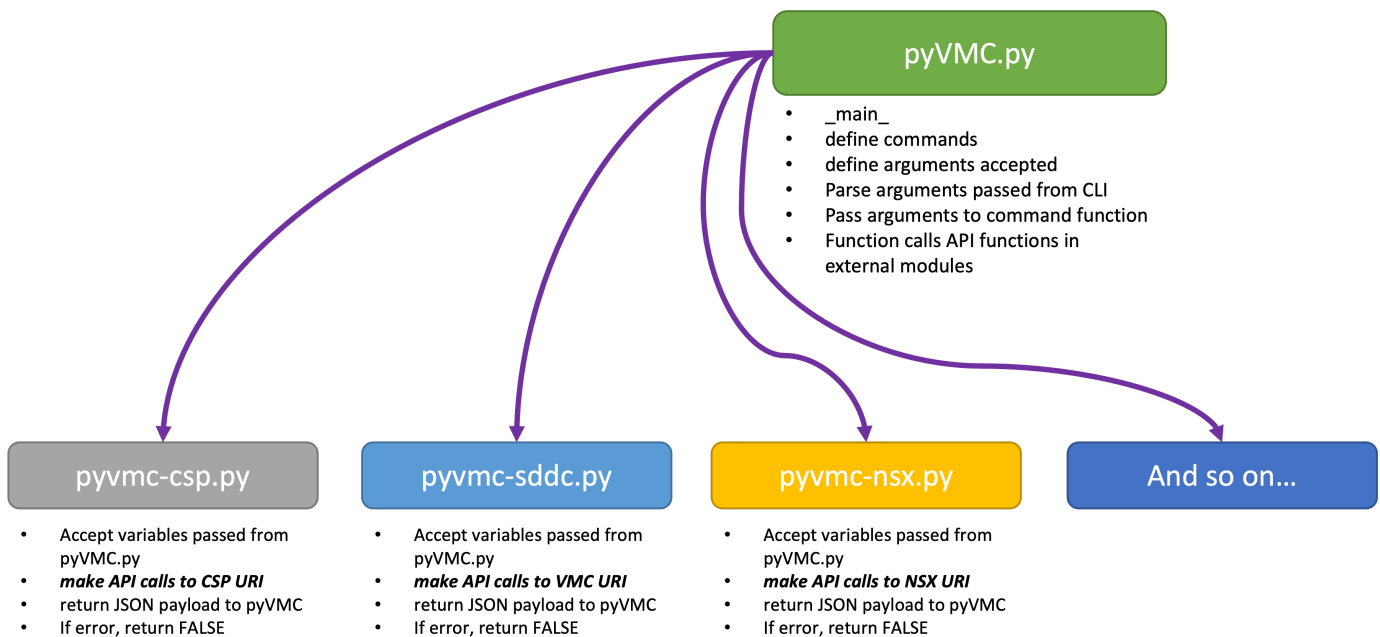 pyVMC.py
• _main_
• define commands
• define arguments accepted
• Parse arguments passed from CLI
• Pass arguments to command function
• Function calls API functions in
external modules
pyvmc-csp.py
• Accept variables passed from
pyVMC.py
• make API calls to CSP URI
• return JSON payload to pyVMC
• If error, return FALSE
pyvmc-sddc.py
• Accept variables passed from
pyVMC.py
• make API calls to VMC URI
• return JSON payload to pyVMC
• If error, return FALSE
pyvmc-nsx.py
• Accept variables passed from
pyVMC.py
• make API calls to NSX URI
• return JSON payload to pyVMC
• If error, return FALSE
And so on...